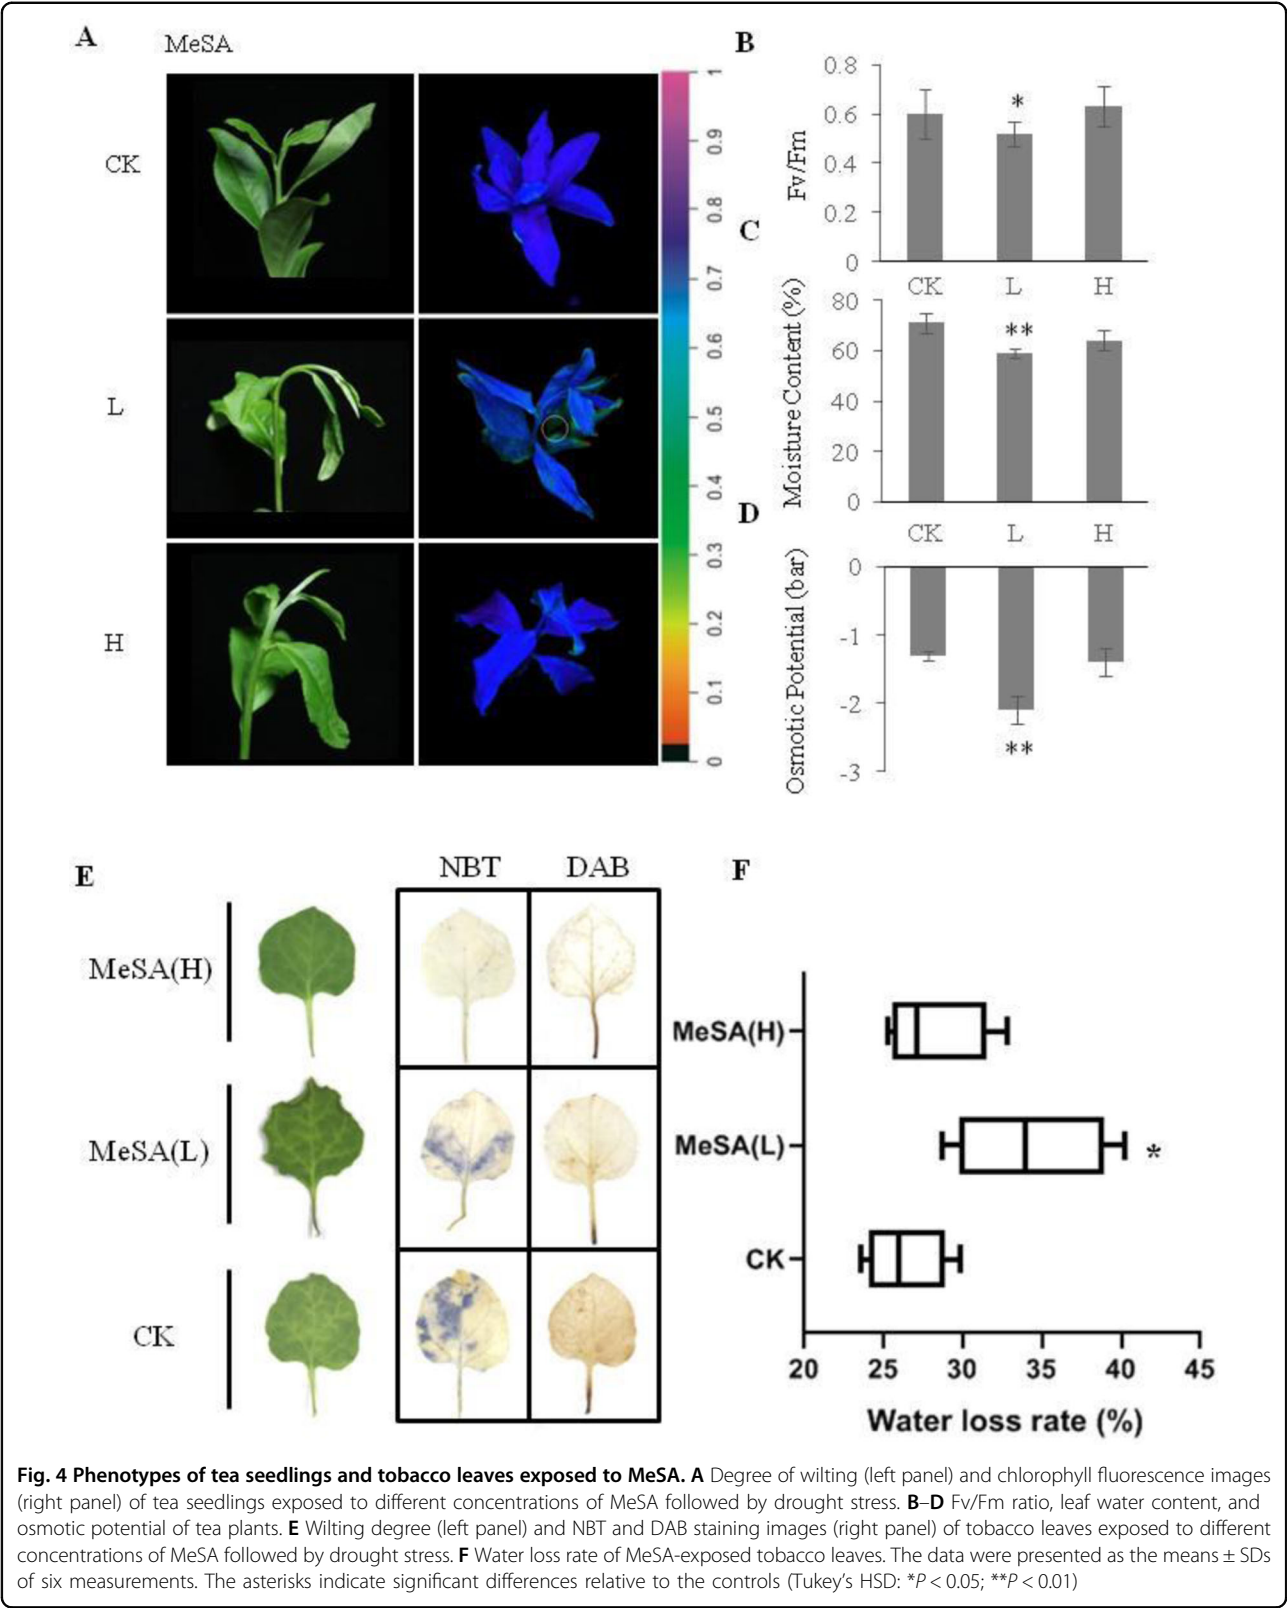 A
MeSA
CK
L
H
1
0.9
0.8
0.7
0.6
0.5
0.4
0.3
0.2
0.1
0
B
Fv/Fm
0.8
0.6
0.4
0.2
0
*
CK L H
C
Moisture Content (%)
80
60
40
20
0
**
CK L H
D
Osmotic Potential (bar)
0
-1
-2
-3
**
E
NBT DAB
MeSA(H)
MeSA(L)
CK
F
MeSA(H)
MeSA(L)
*
CK
20 25 30 35 40 45
Water loss rate (%)
Fig. 4 Phenotypes of tea seedlings and tobacco leaves exposed to MeSA. A Degree of wilting (left panel) and chlorophyll fluorescence images
(right panel) of tea seedlings exposed to different concentrations of MeSA followed by drought stress. B–D Fv/Fm ratio, leaf water content, and
osmotic potential of tea plants. E Wilting degree (left panel) and NBT and DAB staining images (right panel) of tobacco leaves exposed to different
concentrations of MeSA followed by drought stress. F Water loss rate of MeSA-exposed tobacco leaves. The data were presented as the means ± SDs
of six measurements. The asterisks indicate significant differences relative to the controls (Tukey's HSD: *P < 0.05; **P < 0.01)